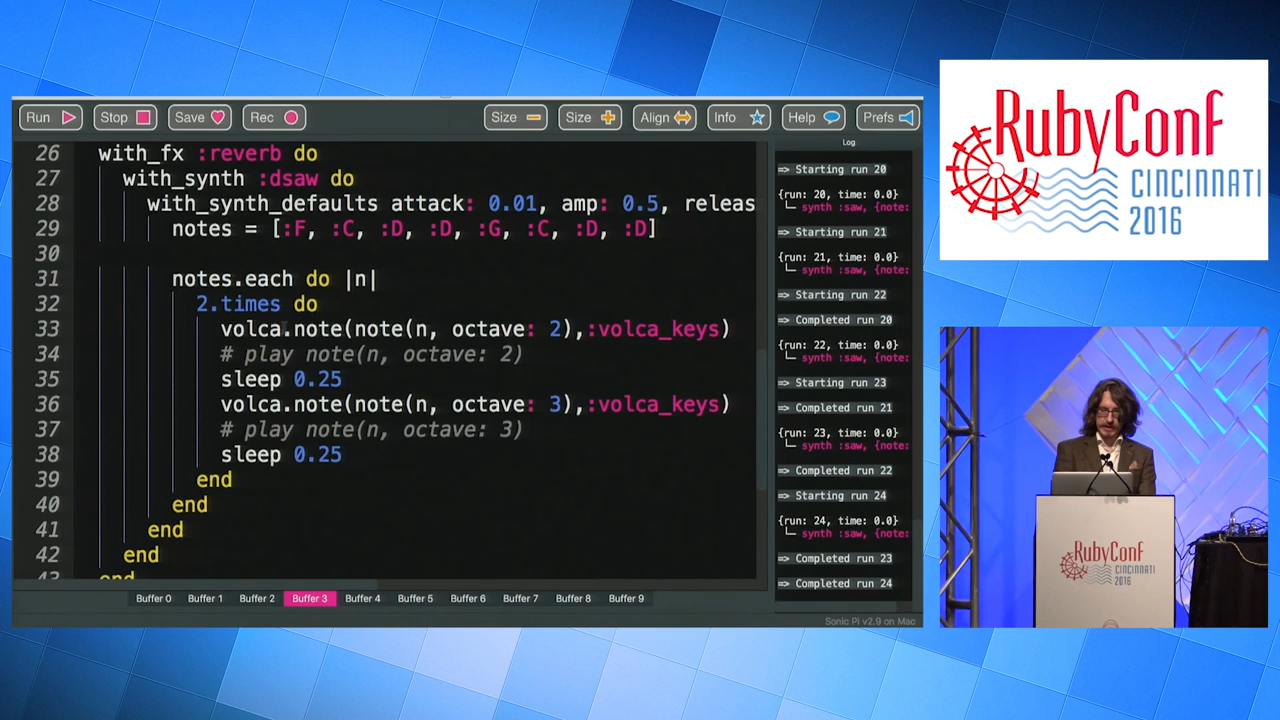 Run
Stop
Save
Rec
Size
Size
Align
Info
Help
Prefs
26 with_fx :reverb do
27 with_synth :dsaw do
28 with_synth_defaults attack: 0.01, amp: 0.5, releas
29 notes = [:F, :C, :D, :D, :G, :C, :D, :D]
30
31 notes.each do |n|
32 2.times do
33 volca.note(note(n, octave: 2),:volca_keys)
34 # play note(n, octave: 2)
35 sleep 0.25
36 volca.note(note(n, octave: 3),:volca_keys)
37 # play note(n, octave: 3)
38 sleep 0.25
39 end
40 end
41 end
42 end
43 end
Log
=> Starting run 20
{run: 20, time: 0.0}
synth :saw, {note:
=> Starting run 21
{run: 21, time: 0.0}
synth :saw, {note:
=> Starting run 22
=> Completed run 20
{run: 22, time: 0.0}
synth :saw, {note:
=> Starting run 23
=> Completed run 21
{run: 23, time: 0.0}
synth :saw, {note:
=> Completed run 22
=> Starting run 24
{run: 24, time: 0.0}
synth :saw, {note:
=> Completed run 23
=> Completed run 24
Buffer 0
Buffer 1
Buffer 2
Buffer 3
Buffer 4
Buffer 5
Buffer 6
Buffer 7
Buffer 8
Buffer 9
Sonic Pi v2.9 on Mac
RubyConf
CINCINNATI
2016
RubyConf
CINCINNATI
2016